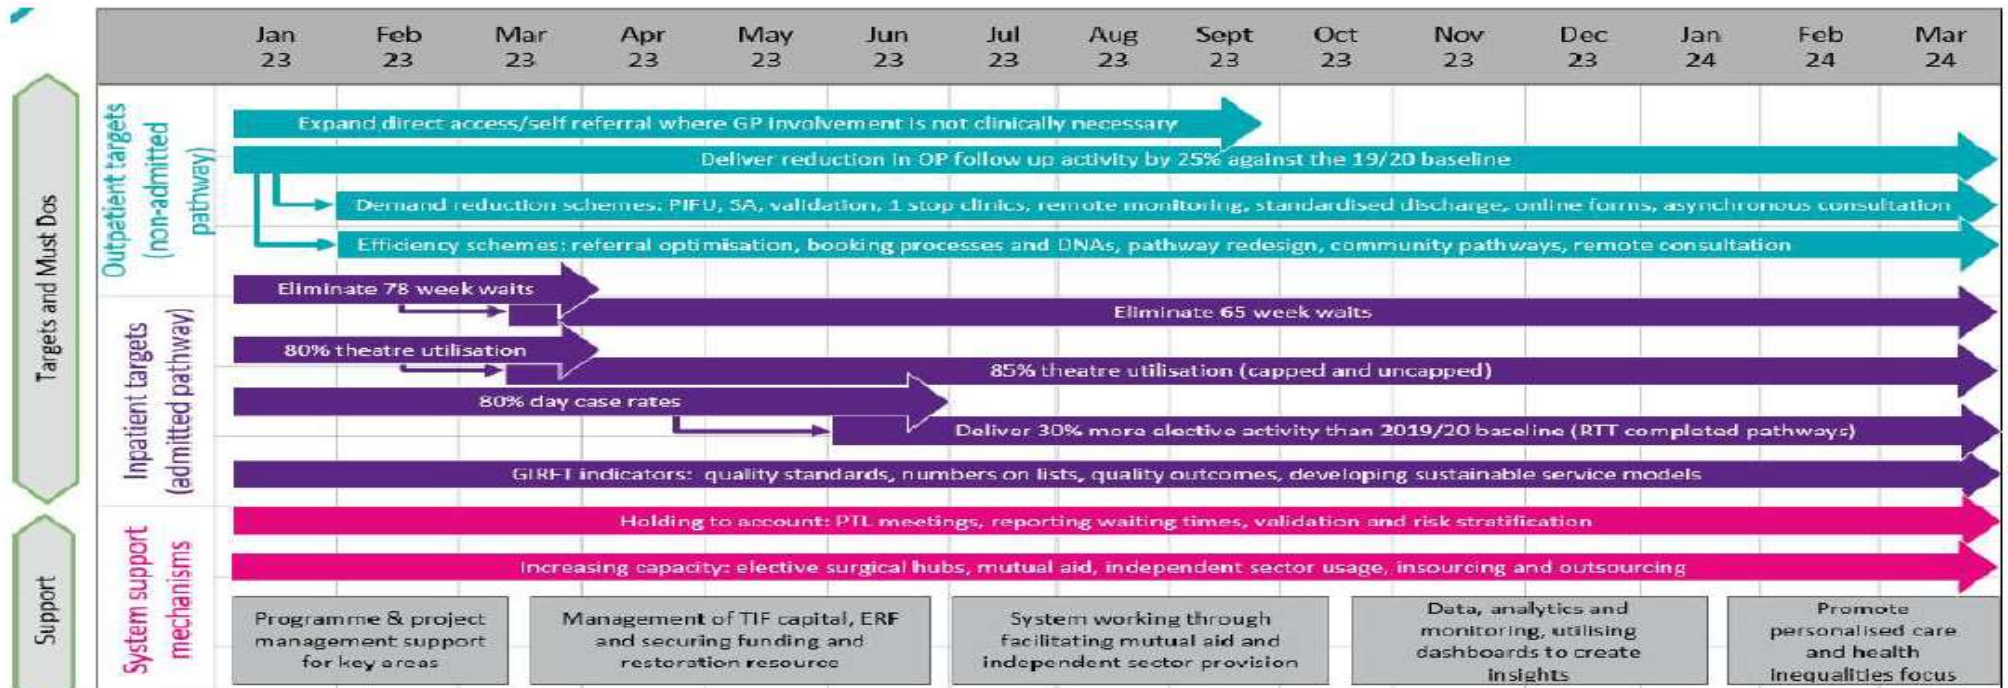 Jan 23
Feb 23
Mar 23
Apr 23
May 23
Jun 23
Jul 23
Aug 23
Sept 23
Oct 23
Nov 23
Dec 23
Jan 24
Feb 24
Mar 24
Targets and Must Dos
Outpatient targets
(non-admitted
pathway)
Expand direct access/self referral where GP involvement is not clinically necessary
Deliver reduction in OP follow up activity by 25% against the 19/20 baseline
Demand reduction schemes: PIFU, SA, validation, 1 stop clinics, remote monitoring, standardised discharge, online forms, asynchronous consultation
Efficiency schemes: referral optimisation, booking processes and DNAs, pathway redesign, community pathways, remote consultation
Inpatient targets
(admitted pathway)
Eliminate 78 week waits
Eliminate 65 week waits
80% theatre utilisation
85% theatre utilisation (capped and uncapped)
80% day case rates
Deliver 30% more elective activity than 2019/20 baseline (RTT completed pathways)
GIRFT indicators: quality standards, numbers on lists, quality outcomes, developing sustainable service models
Support
System support
mechanisms
Holding to account: PTL meetings, reporting waiting times, validation and risk stratification
Increasing capacity: elective surgical hubs, mutual aid, independent sector usage, insourcing and outsourcing
Programme & project
management support
for key areas
Management of TIF capital, ERF
and securing funding and
restoration resource
System working through
facilitating mutual aid and
independent sector provision
Data, analytics and
monitoring, utilising
dashboards to create
insights
Promote
personalised care
and health
inequalities focus